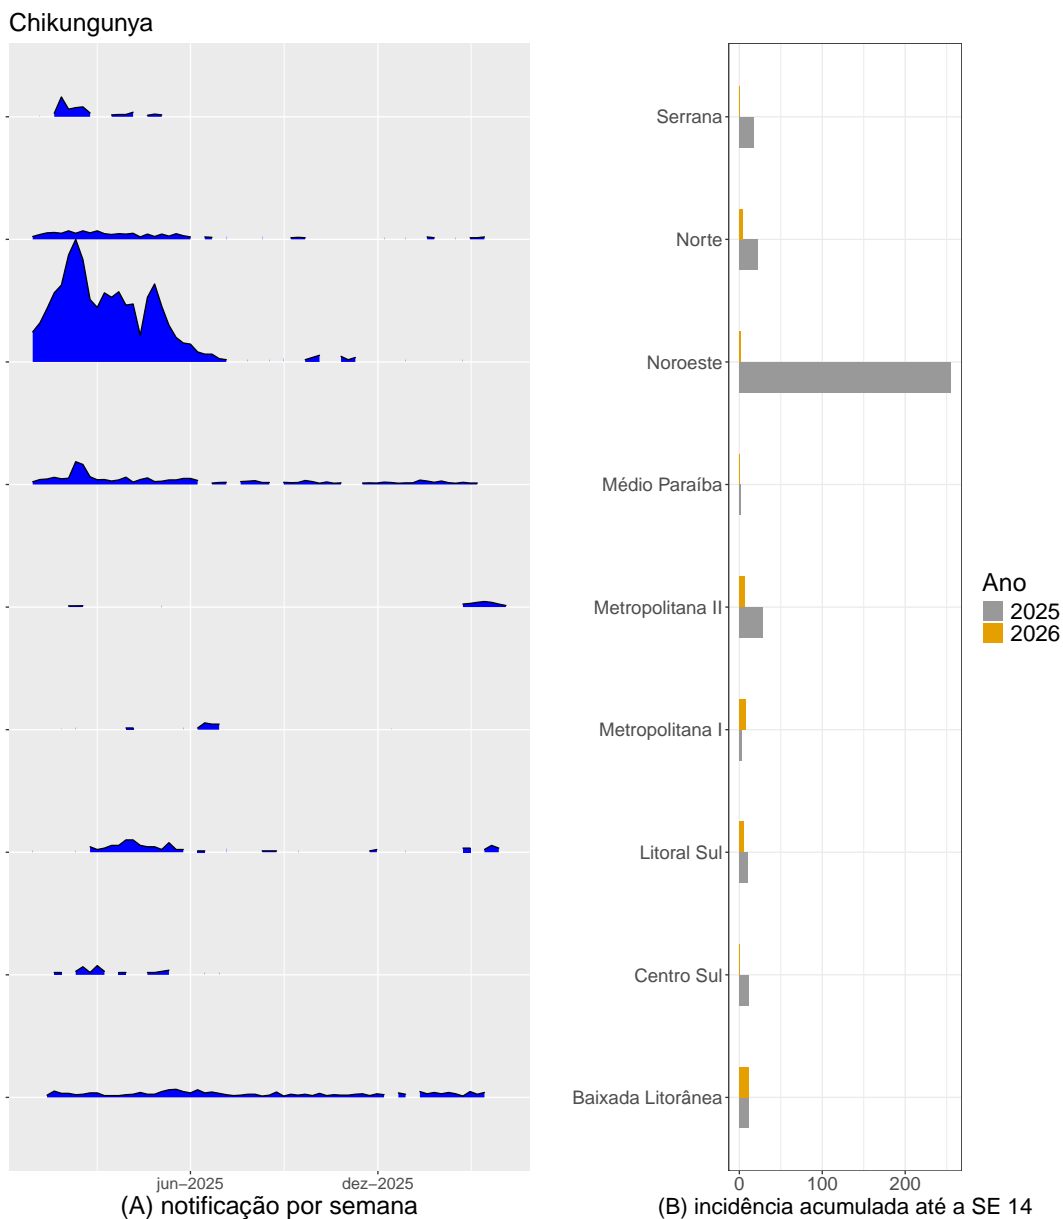 Chikungunya
Serrana
Norte
Noroeste
Médio Paraíba
Metropolitana II
Metropolitana I
Litoral Sul
Centro Sul
Baixada Litorânea
Ano
2025
2026
jun−2025
dez−2025
0
100
200
(A) notificação por semana
(B) incidência acumulada até a SE 14